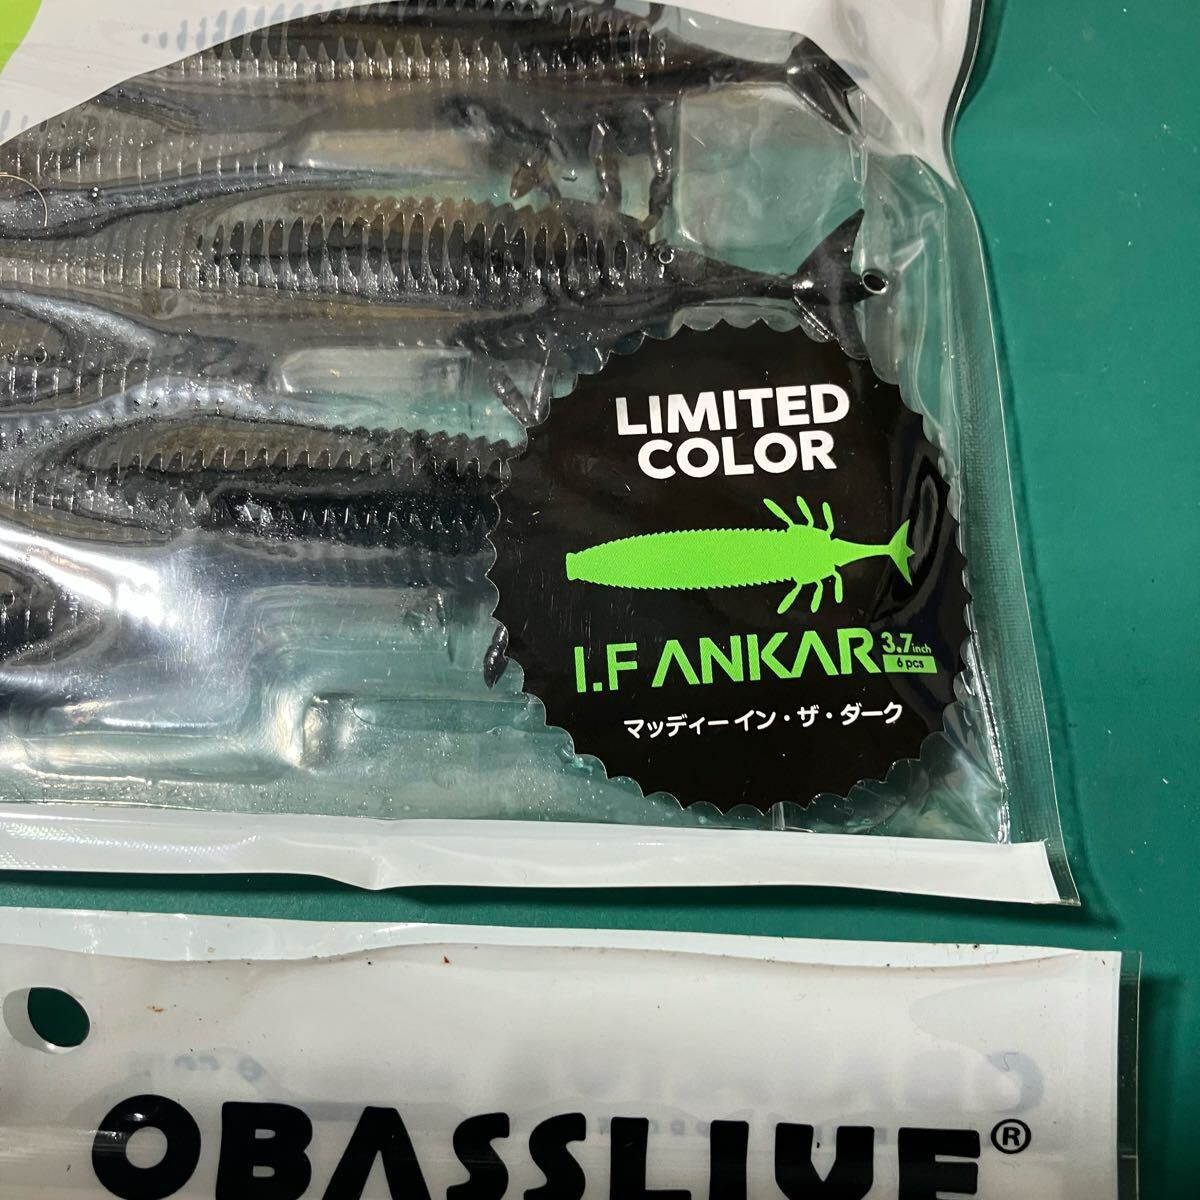 LIMITED
COLOR
I.F ANKAR 3.7inch
6 pcs
マッディー イン・ザ・ダーク
OBASSLIVE®